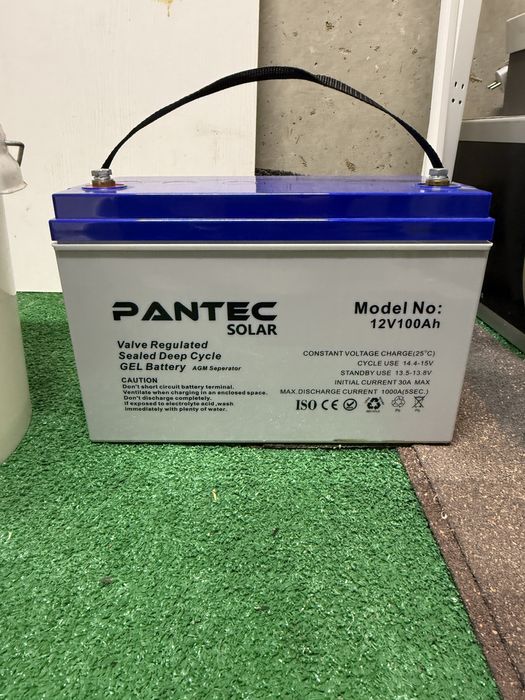 PANTEC
SOLAR
Model No:
12V100Ah
Valve Regulated
Sealed Deep Cycle
GEL Battery AGM Seperator
CAUTION
Don't short circuit battery terminal.
Ventilate when charging in an enclosed space.
Don't discharge completely.
If exposed to electrolyte acid,wash
immediately with plenty of water.
CONSTANT VOLTAGE CHARGE(25°C)
CYCLE USE 14.4-15V
STANDBY USE 13.5-13.8V
INITIAL CURRENT 30A MAX
MAX.DISCHARGE CURRENT 1000A(5SEC.)
ISO CE
Pb Pb